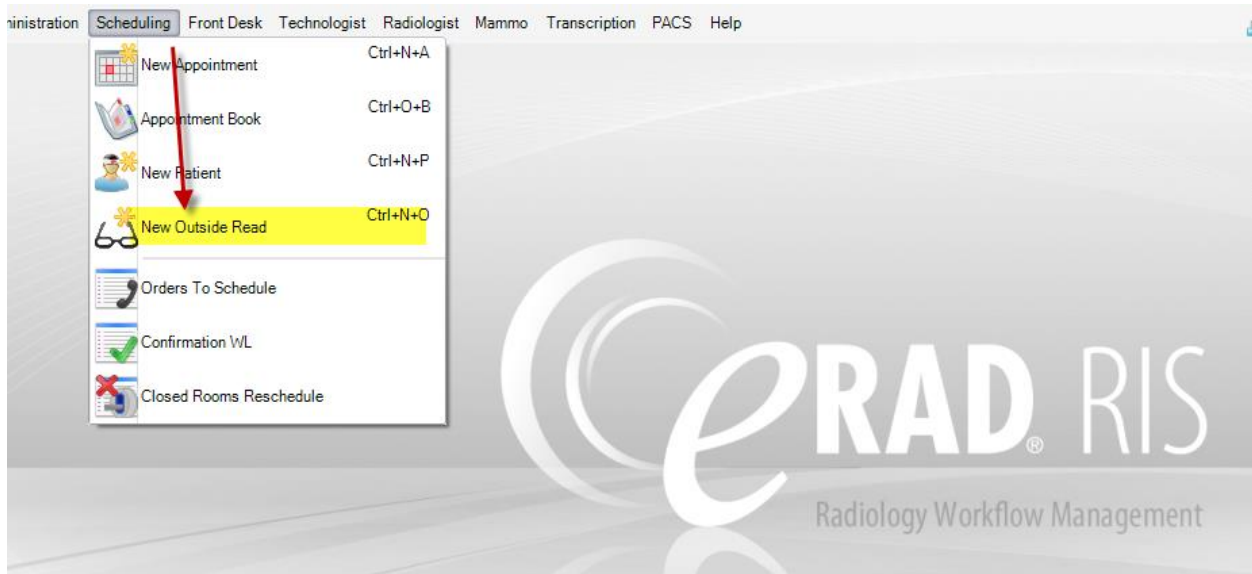 ministration Scheduling Front Desk Technologist Radiologist Mammo Transcription PACS Help
New Appointment Ctrl+N+A
Appointment Book Ctrl+O+B
New Patient Ctrl+N+P
New Outside Read Ctrl+N+O
Orders To Schedule
Confirmation WL
Closed Rooms Reschedule
eRAD® RIS
Radiology Workflow Management